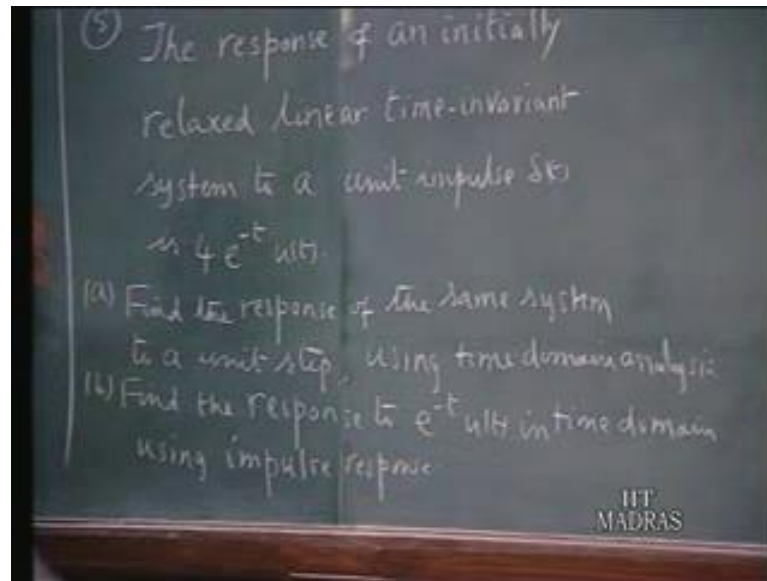 (5) The response of an initially
relaxed linear time-invariant
system to a unit impulse δ(t)
is 4 e^{-t} u(t).
(a) Find the response of the same system
to a unit step, using time domain analysis
(b) Find the response to e^{-t} u(t) in time domain
using impulse response
IIT
MADRAS